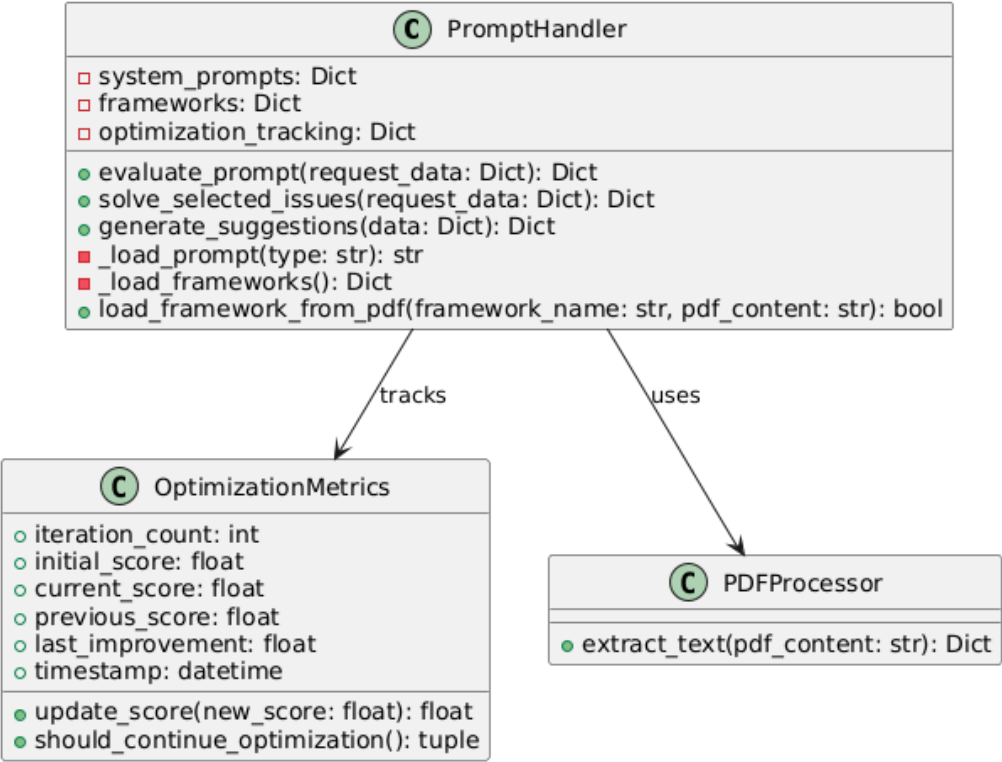 C PromptHandler
system_prompts: Dict
frameworks: Dict
optimization_tracking: Dict
evaluate_prompt(request_data: Dict): Dict
solve_selected_issues(request_data: Dict): Dict
generate_suggestions(data: Dict): Dict
_load_prompt(type: str): str
_load_frameworks(): Dict
load_framework_from_pdf(framework_name: str, pdf_content: str): bool
tracks
uses
C OptimizationMetrics
iteration_count: int
initial_score: float
current_score: float
previous_score: float
last_improvement: float
timestamp: datetime
update_score(new_score: float): float
should_continue_optimization(): tuple
C PDFProcessor
extract_text(pdf_content: str): Dict